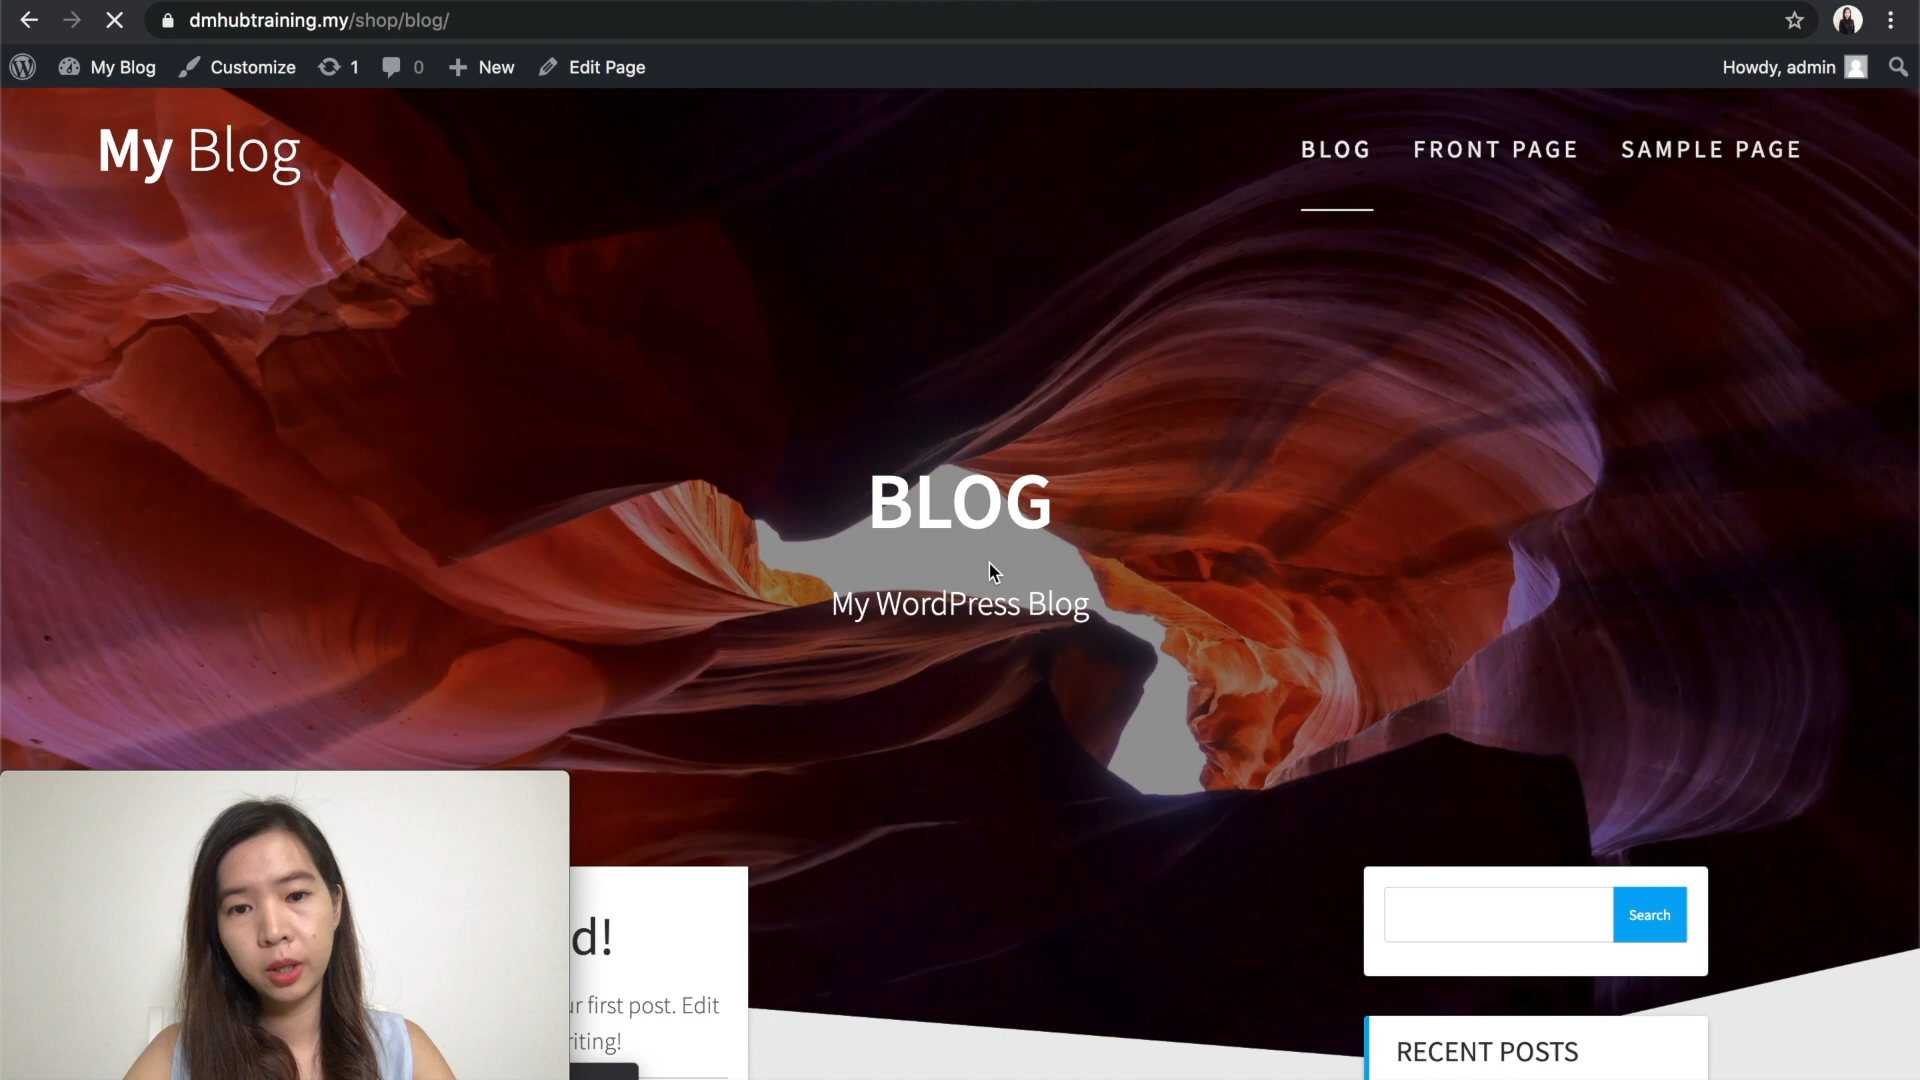 dmhubtraining.my/shop/blog/
My Blog Customize 1 0 New Edit Page Howdy, admin
My Blog
BLOG FRONT PAGE SAMPLE PAGE
BLOG
My WordPress Blog
Search
d!
first post. Edit
RECENT POSTS